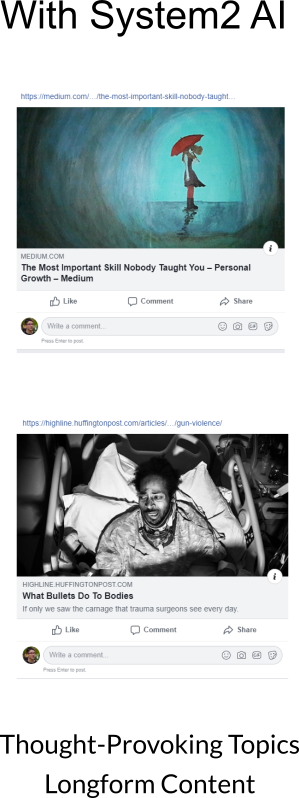 With System2 AI
https://medium.com/…/the-most-important-skill-nobody-taught…
MEDIUM.COM
The Most Important Skill Nobody Taught You – Personal
Growth – Medium
Like Comment Share
Write a comment...
Press Enter to post.
https://highline.huffingtonpost.com/articles/…/gun-violence/
HIGHLINE.HUFFINGTONPOST.COM
What Bullets Do To Bodies
If only we saw the carnage that trauma surgeons see every day.
Like Comment Share
Write a comment...
Press Enter to post.
Thought-Provoking Topics
Longform Content